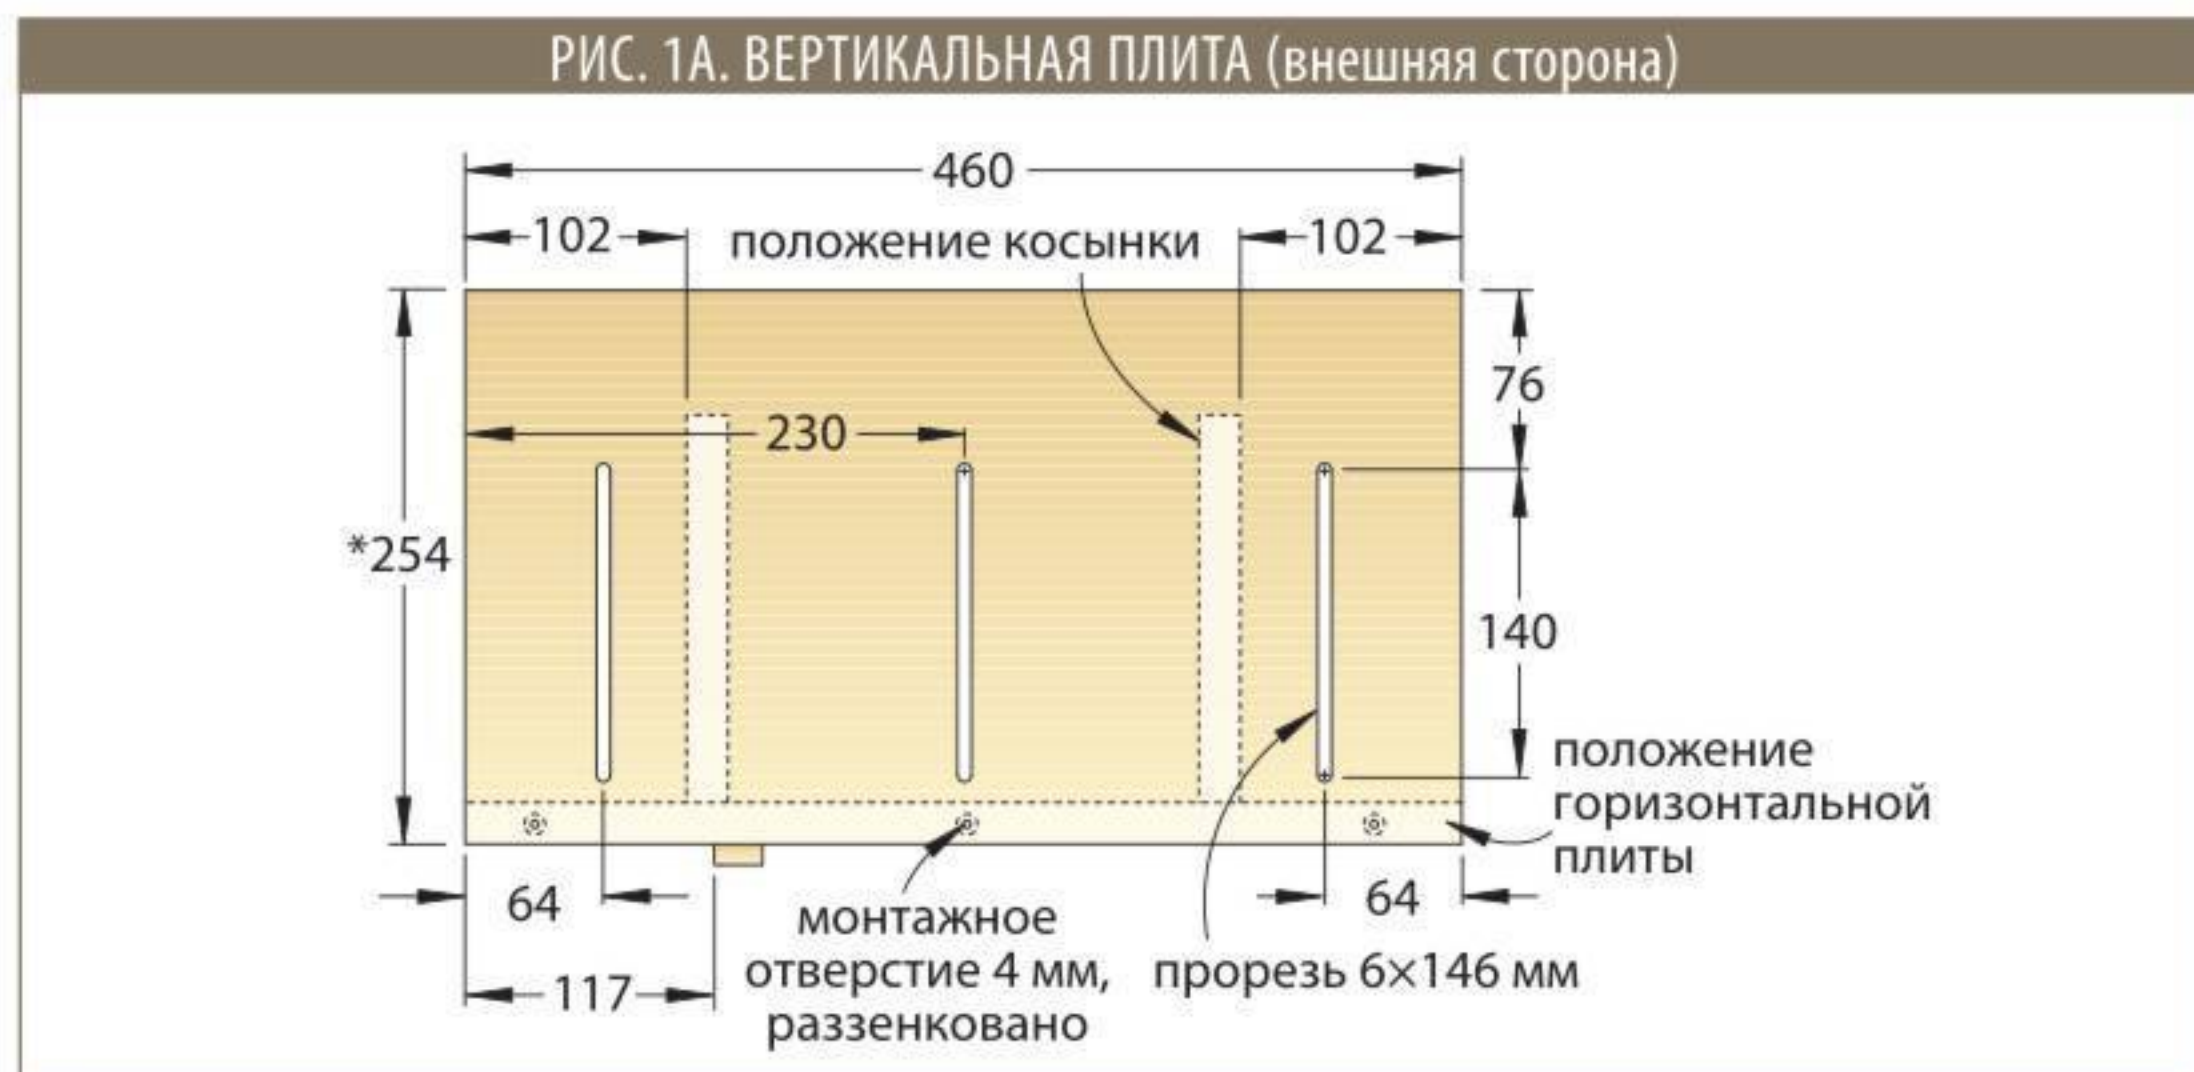 РИС. 1А. ВЕРТИКАЛЬНАЯ ПЛИТА (внешняя сторона)
460
102
положение косынки
102
76
230
*254
140
положение
горизонтальной
плиты
64
64
монтажное
отверстие 4 мм,
раззенковано
прорезь 6×146 мм
117